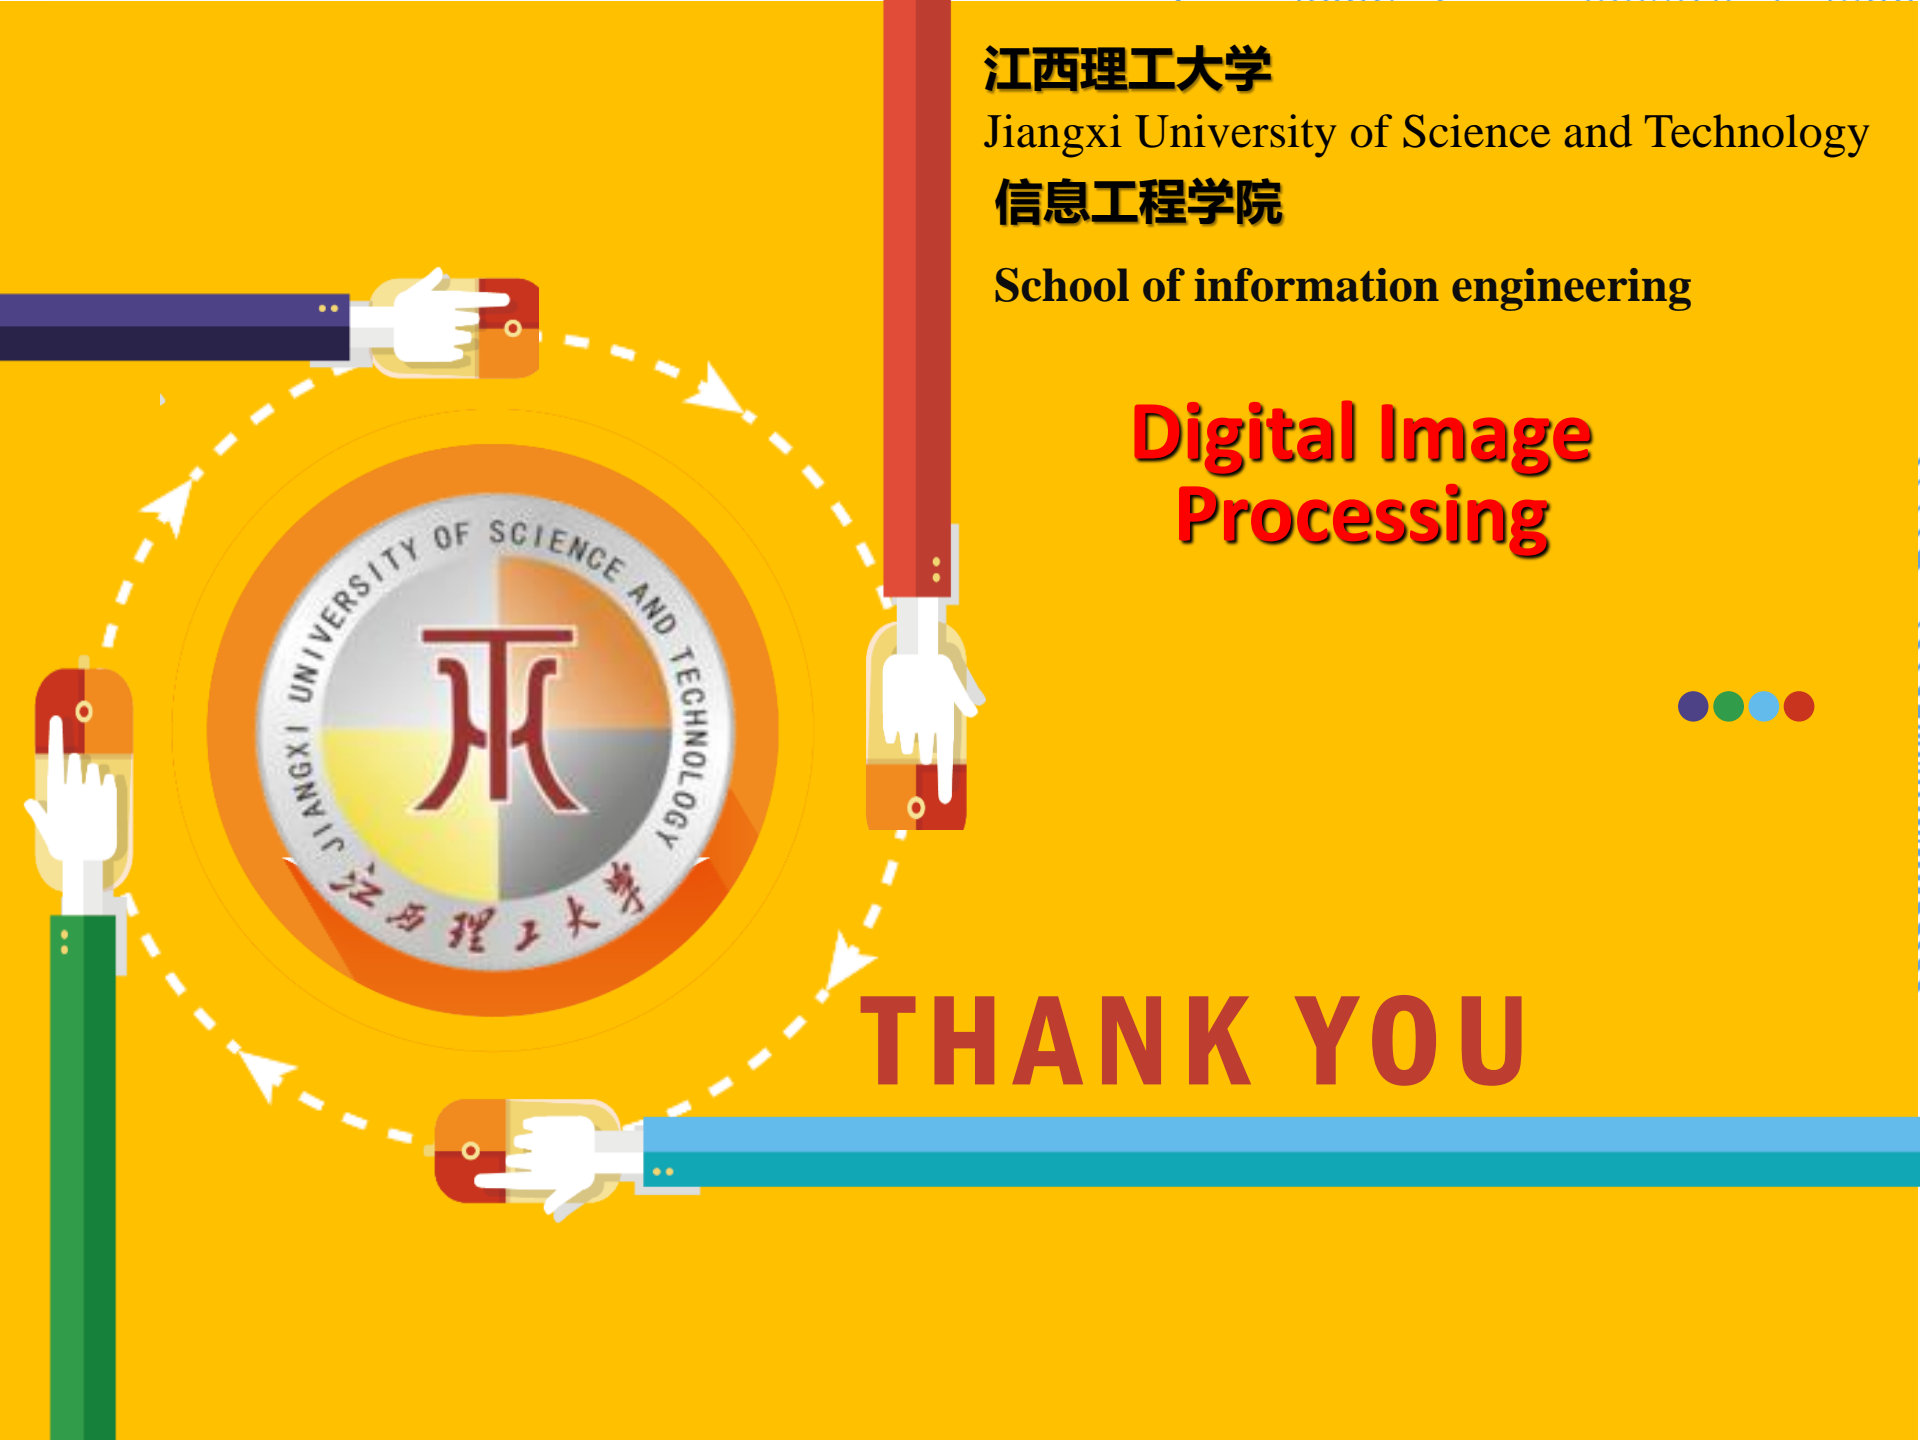 江西理工大学
Jiangxi University of Science and Technology
信息工程学院
School of information engineering
Digital Image
Processing
JIANGXI UNIVERSITY OF SCIENCE AND TECHNOLOGY
江西理工大学
THANK YOU